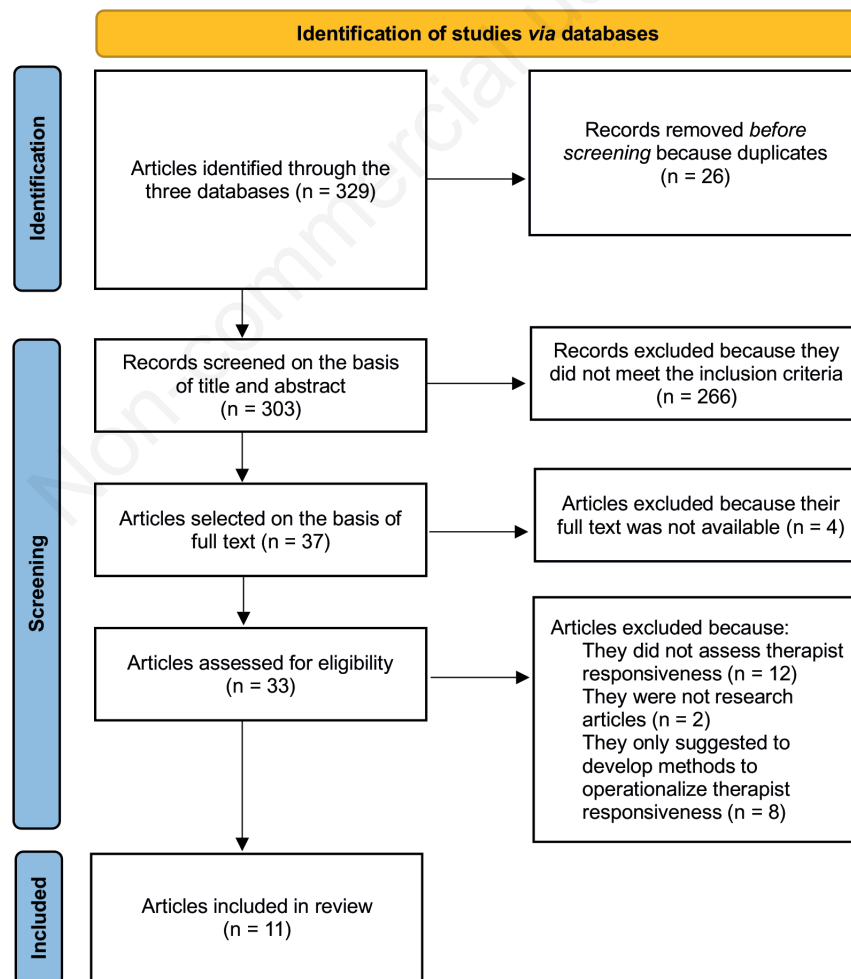 Identification of studies via databases
Identification
Articles identified through the
three databases (n = 329)
Records removed before
screening because duplicates
(n = 26)
Screening
Records screened on the basis
of title and abstract
(n = 303)
Records excluded because they
did not meet the inclusion criteria
(n = 266)
Articles selected on the basis of
full text (n = 37)
Articles excluded because their
full text was not available (n = 4)
Articles assessed for eligibility
(n = 33)
Articles excluded because:
They did not assess therapist
responsiveness (n = 12)
They were not research
articles (n = 2)
They only suggested to
develop methods to
operationalize therapist
responsiveness (n = 8)
Included
Articles included in review
(n = 11)
Non-commercial